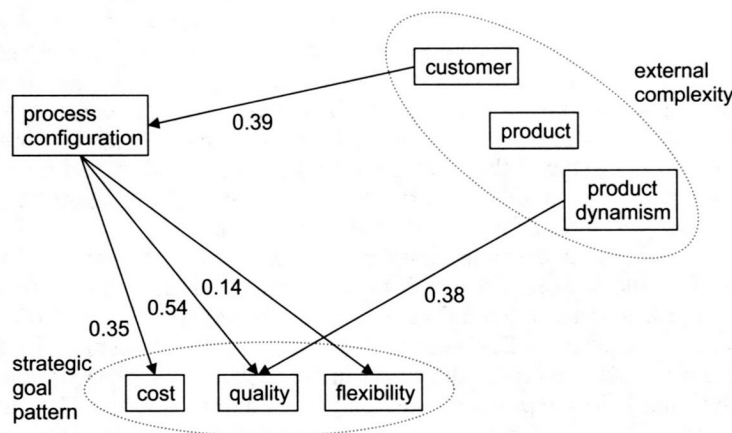 customer
external
complexity
process
configuration
0.39
product
product
dynamism
0.14
0.38
0.54
0.35
strategic
goal
pattern
cost
quality
flexibility